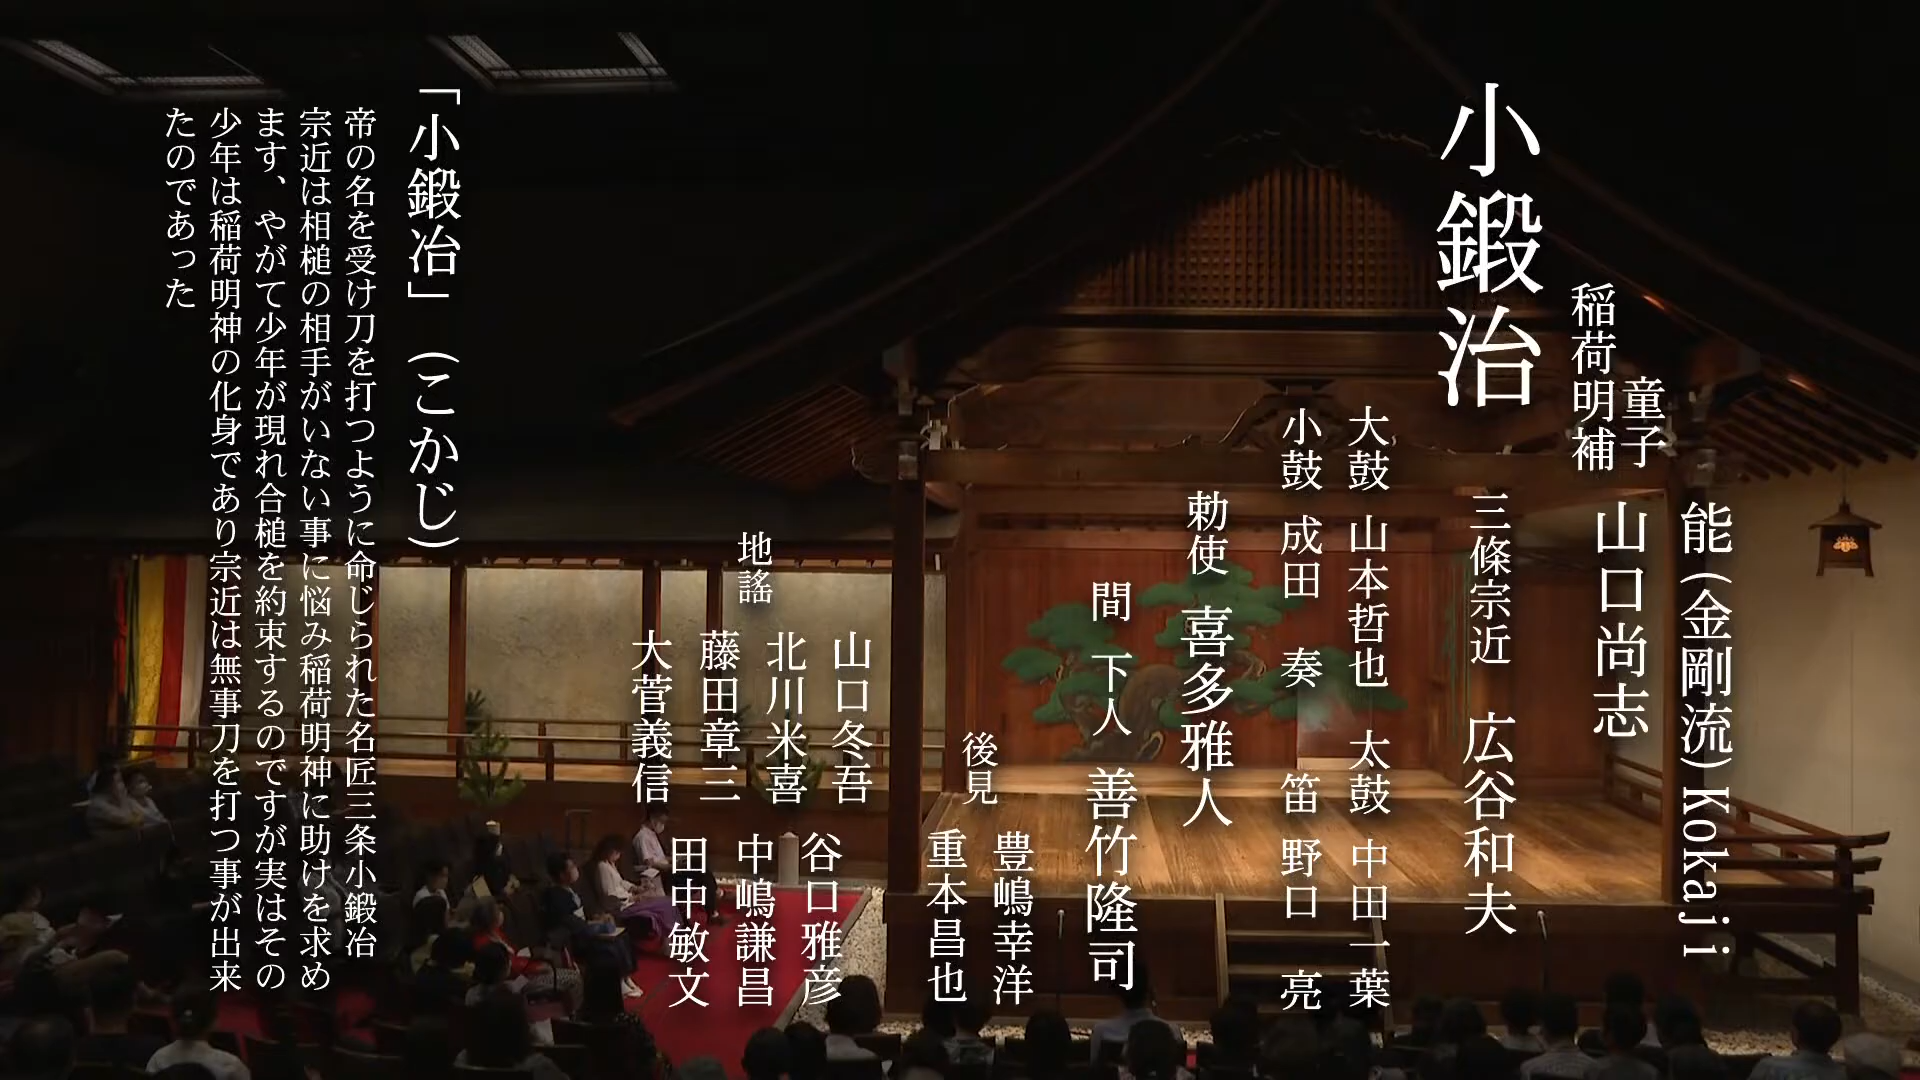 能（金剛流）Kokaji
童子
稲荷明補
山口尚志
小鍛冶
三條宗近 広谷和夫
大鼓 山本哲也 太鼓 中田一葉
小鼓 成田 奏 笛 野口 亮
勅使 喜多雅人
間 下人 善竹隆司
後見
豊嶋幸洋
重本昌也
地謡
山口冬吾 谷口雅彦
北川米喜 中嶋謙昌
藤田章三 田中敏文
大菅義信
「小鍛冶」（こかじ）
帝の名を受け刀を打つように命じられた名匠三条小鍛冶
宗近は相槌の相手がいない事に悩み稲荷明神に助けを求め
ます、やがて少年が現れ合槌を約束するのですが実はその
少年は稲荷明神の化身であり宗近は無事刀を打つ事が出来
たのであった